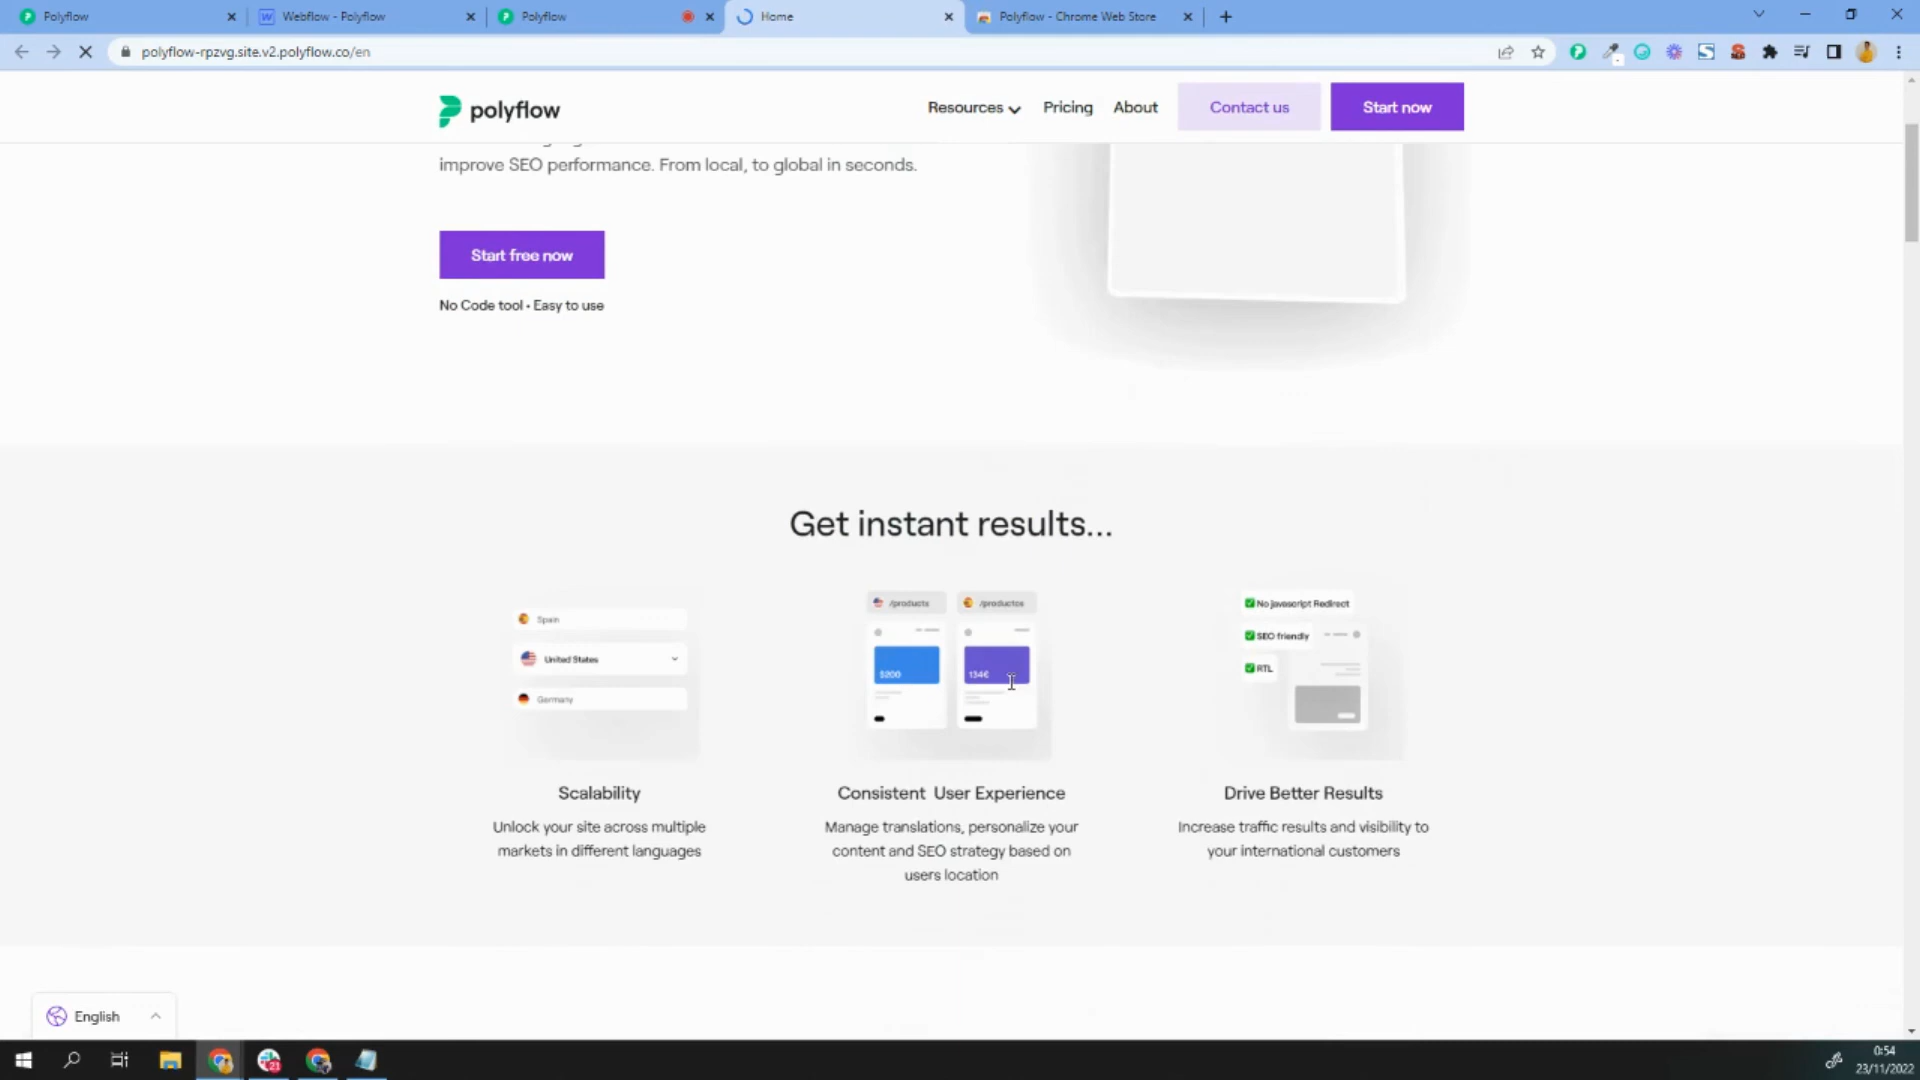 Polyflow
Webflow - Polyflow
Polyflow
Home
Polyflow - Chrome Web Store
polyflow-rpzvg.site.v2.polyflow.co/en
polyflow
Resources
Pricing
About
Contact us
Start now
improve SEO performance. From local, to global in seconds.
Start free now
No Code tool • Easy to use
Get instant results...
Spain
United States
Germany
/products
/productos
$200
134€
No javascript Redirect
SEO friendly
RTL
Scalability
Unlock your site across multiple
markets in different languages
Consistent User Experience
Manage translations, personalize your
content and SEO strategy based on
users location
Drive Better Results
Increase traffic results and visibility to
your international customers
English
21
0:54
23/11/2022